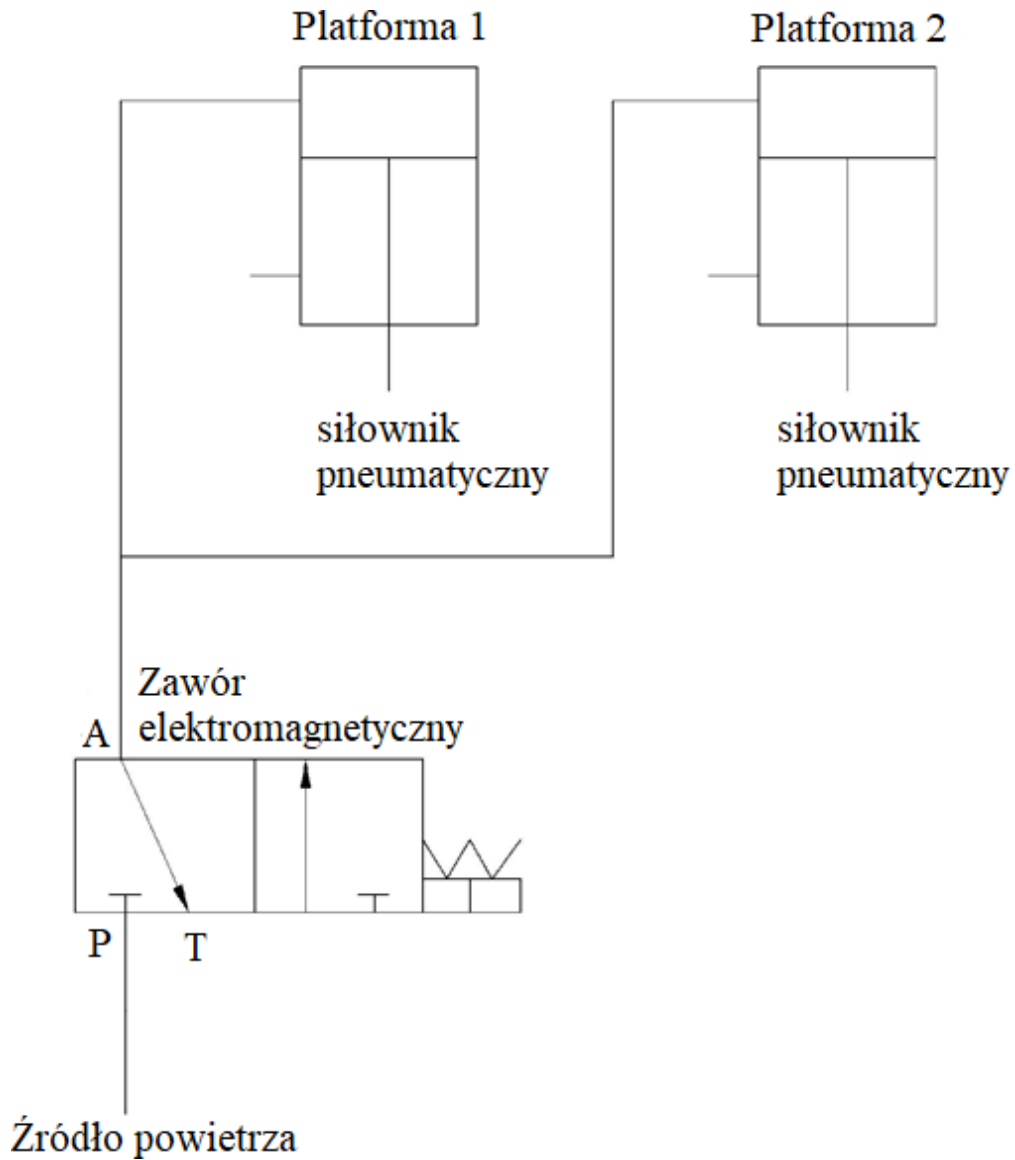 Platforma 1
Platforma 2
siłownik
pneumatyczny
siłownik
pneumatyczny
Zawór
elektromagnetyczny
A
P
T
Źródło powietrza